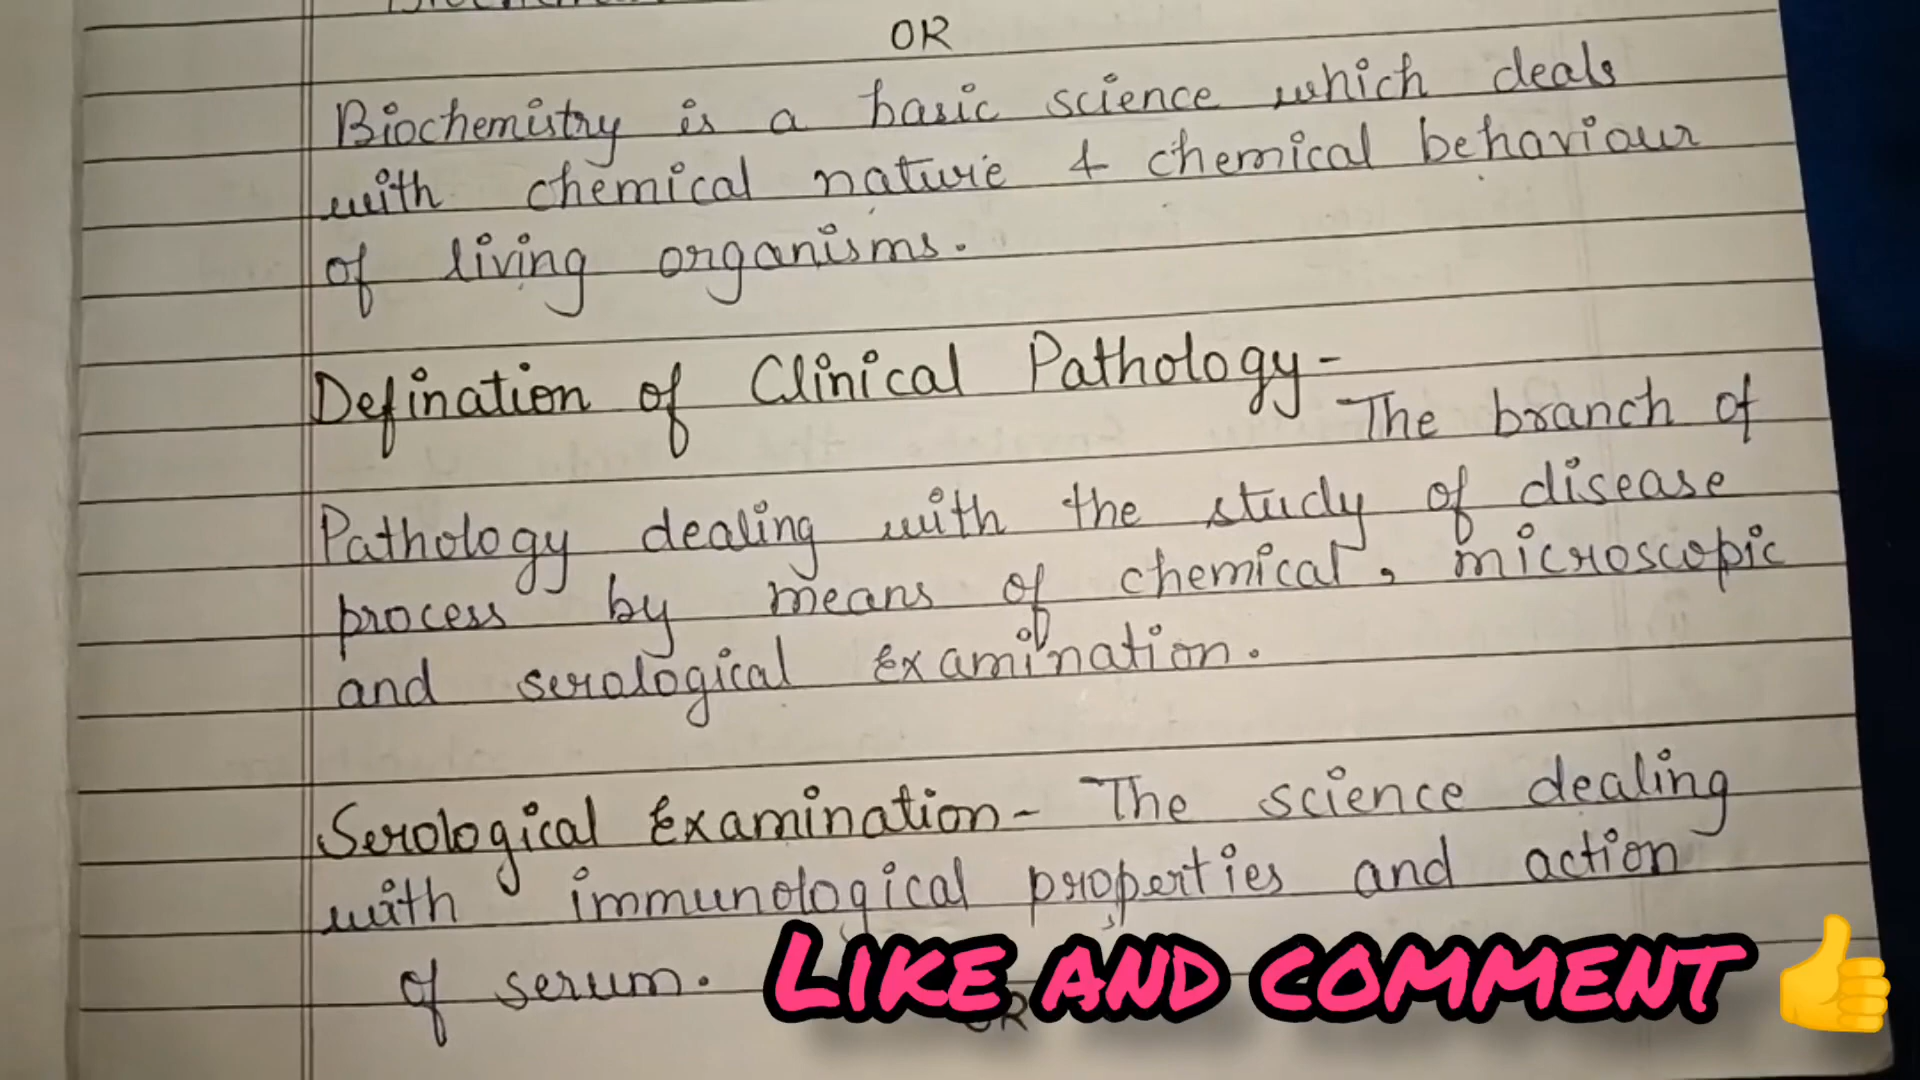 OR
Biochemistry is a basic science which deals
with chemical nature & chemical behaviour
of living organisms.
Defination of Clinical Pathology-
The branch of
Pathology dealing with the study of disease
process by means of chemical, microscopic
and serological examination.
Serological Examination- The science dealing
with immunological properties and action
of serum.
LIKE AND COMMENT 👍
OR